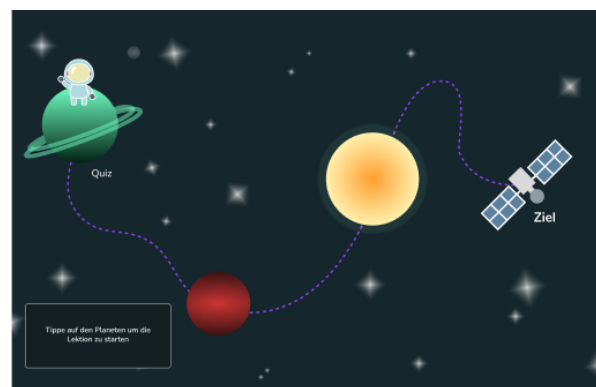 Quiz
Ziel
Tippe auf den Planeten um die
Lektion zu starten